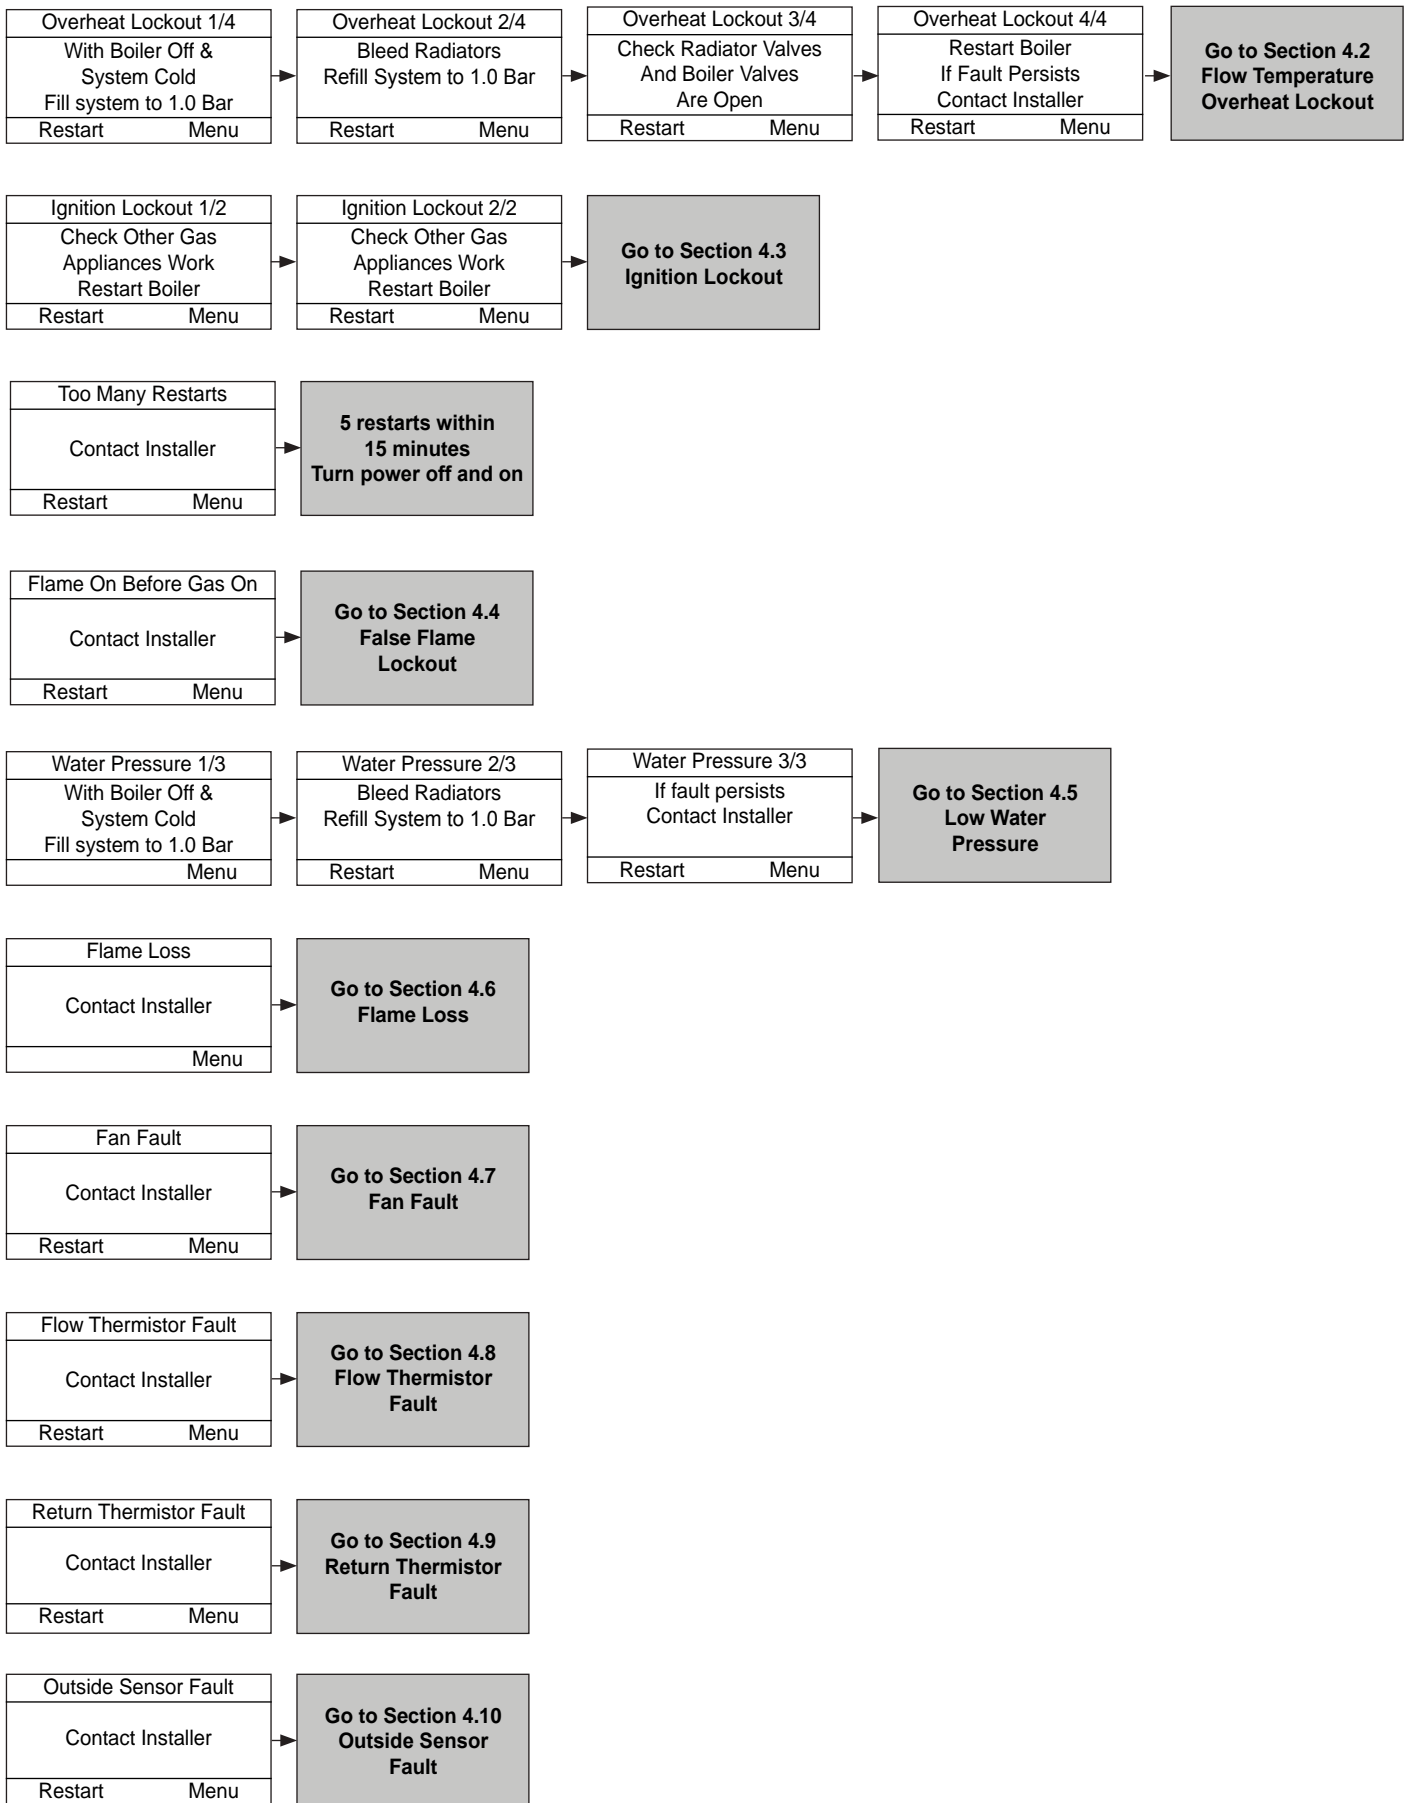 Overheat Lockout 1/4
With Boiler Off &
System Cold
Fill system to 1.0 Bar
Restart Menu
Overheat Lockout 2/4
Bleed Radiators
Refill System to 1.0 Bar
Restart Menu
Overheat Lockout 3/4
Check Radiator Valves
And Boiler Valves
Are Open
Restart Menu
Overheat Lockout 4/4
Restart Boiler
If Fault Persists
Contact Installer
Restart Menu
Go to Section 4.2
Flow Temperature
Overheat Lockout
Ignition Lockout 1/2
Check Other Gas
Appliances Work
Restart Boiler
Restart Menu
Ignition Lockout 2/2
Check Other Gas
Appliances Work
Restart Boiler
Restart Menu
Go to Section 4.3
Ignition Lockout
Too Many Restarts
Contact Installer
Restart Menu
5 restarts within
15 minutes
Turn power off and on
Flame On Before Gas On
Contact Installer
Restart Menu
Go to Section 4.4
False Flame
Lockout
Water Pressure 1/3
With Boiler Off &
System Cold
Fill system to 1.0 Bar
Menu
Water Pressure 2/3
Bleed Radiators
Refill System to 1.0 Bar
Restart Menu
Water Pressure 3/3
If fault persists
Contact Installer
Restart Menu
Go to Section 4.5
Low Water
Pressure
Flame Loss
Contact Installer
Menu
Go to Section 4.6
Flame Loss
Fan Fault
Contact Installer
Restart Menu
Go to Section 4.7
Fan Fault
Flow Thermistor Fault
Contact Installer
Restart Menu
Go to Section 4.8
Flow Thermistor
Fault
Return Thermistor Fault
Contact Installer
Restart Menu
Go to Section 4.9
Return Thermistor
Fault
Outside Sensor Fault
Contact Installer
Restart Menu
Go to Section 4.10
Outside Sensor
Fault